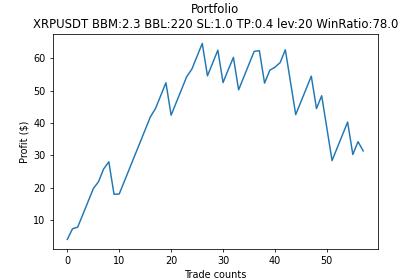 Portfolio
XRPUSDT BBM:2.3 BBL:220 SL:1.0 TP:0.4 lev:20 WinRatio:78.0
Profit ($)
60
50
40
30
20
10
0 10 20 30 40 50
Trade counts